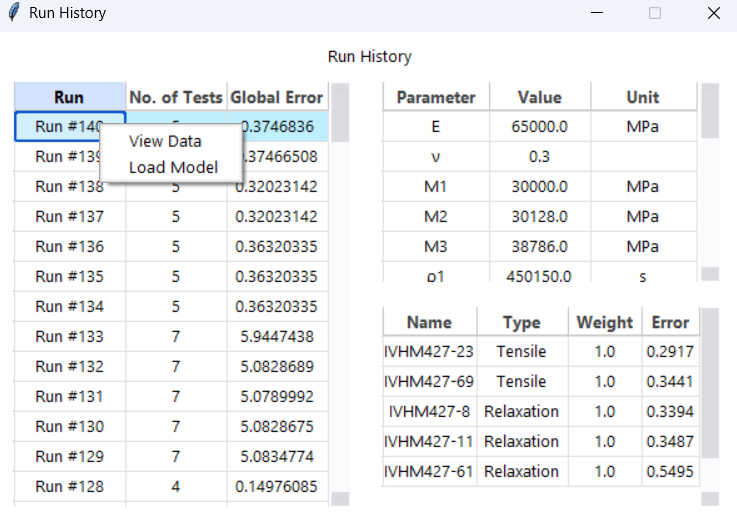 Run History
Run History
Run No. of Tests Global Error
Run #140 0.3746836
Run #139 0.37466508
Run #138 5 0.32023142
Run #137 5 0.32023142
Run #136 5 0.36320335
Run #135 5 0.36320335
Run #134 5 0.36320335
Run #133 7 5.9447438
Run #132 7 5.0828689
Run #131 7 5.0789992
Run #130 7 5.0828675
Run #129 7 5.0834774
Run #128 4 0.14976085
View Data
Load Model
Parameter Value Unit
E 65000.0 MPa
ν 0.3
M1 30000.0 MPa
M2 30128.0 MPa
M3 38786.0 MPa
ρ1 450150.0 s
Name Type Weight Error
IVHM427-23 Tensile 1.0 0.2917
IVHM427-69 Tensile 1.0 0.3441
IVHM427-8 Relaxation 1.0 0.3394
IVHM427-11 Relaxation 1.0 0.3487
IVHM427-61 Relaxation 1.0 0.5495